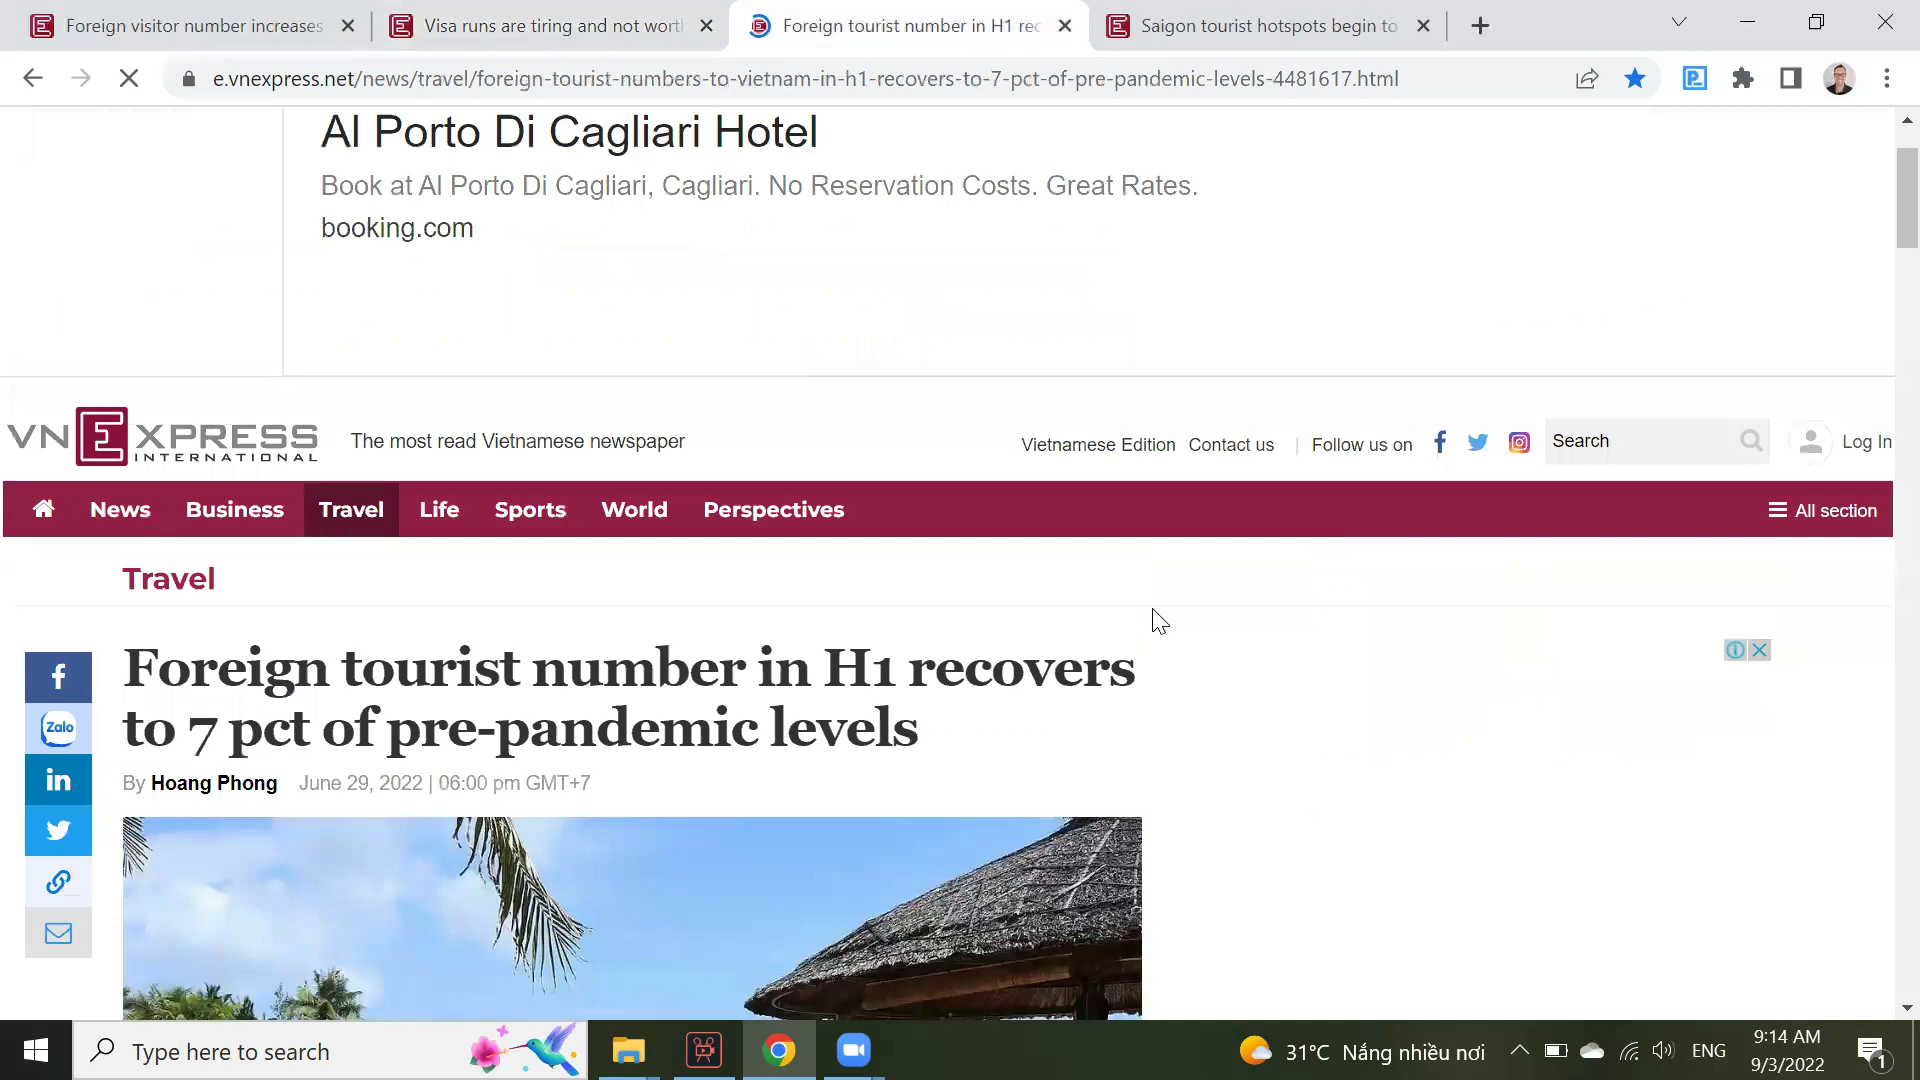 Foreign visitor number increases
Visa runs are tiring and not wort
Foreign tourist number in H1 rec
Saigon tourist hotspots begin to
e.vnexpress.net/news/travel/foreign-tourist-numbers-to-vietnam-in-h1-recovers-to-7-pct-of-pre-pandemic-levels-4481617.html
Al Porto Di Cagliari Hotel
Book at Al Porto Di Cagliari, Cagliari. No Reservation Costs. Great Rates.
booking.com
VNEXPRESS
INTERNATIONAL
The most read Vietnamese newspaper
Vietnamese Edition Contact us | Follow us on
Search
Log In
News Business Travel Life Sports World Perspectives
All section
Travel
Foreign tourist number in H1 recovers
to 7 pct of pre-pandemic levels
By Hoang Phong June 29, 2022 | 06:00 pm GMT+7
Zalo
in
Type here to search
31°C Nắng nhiều nơi
ENG
9:14 AM
9/3/2022
1